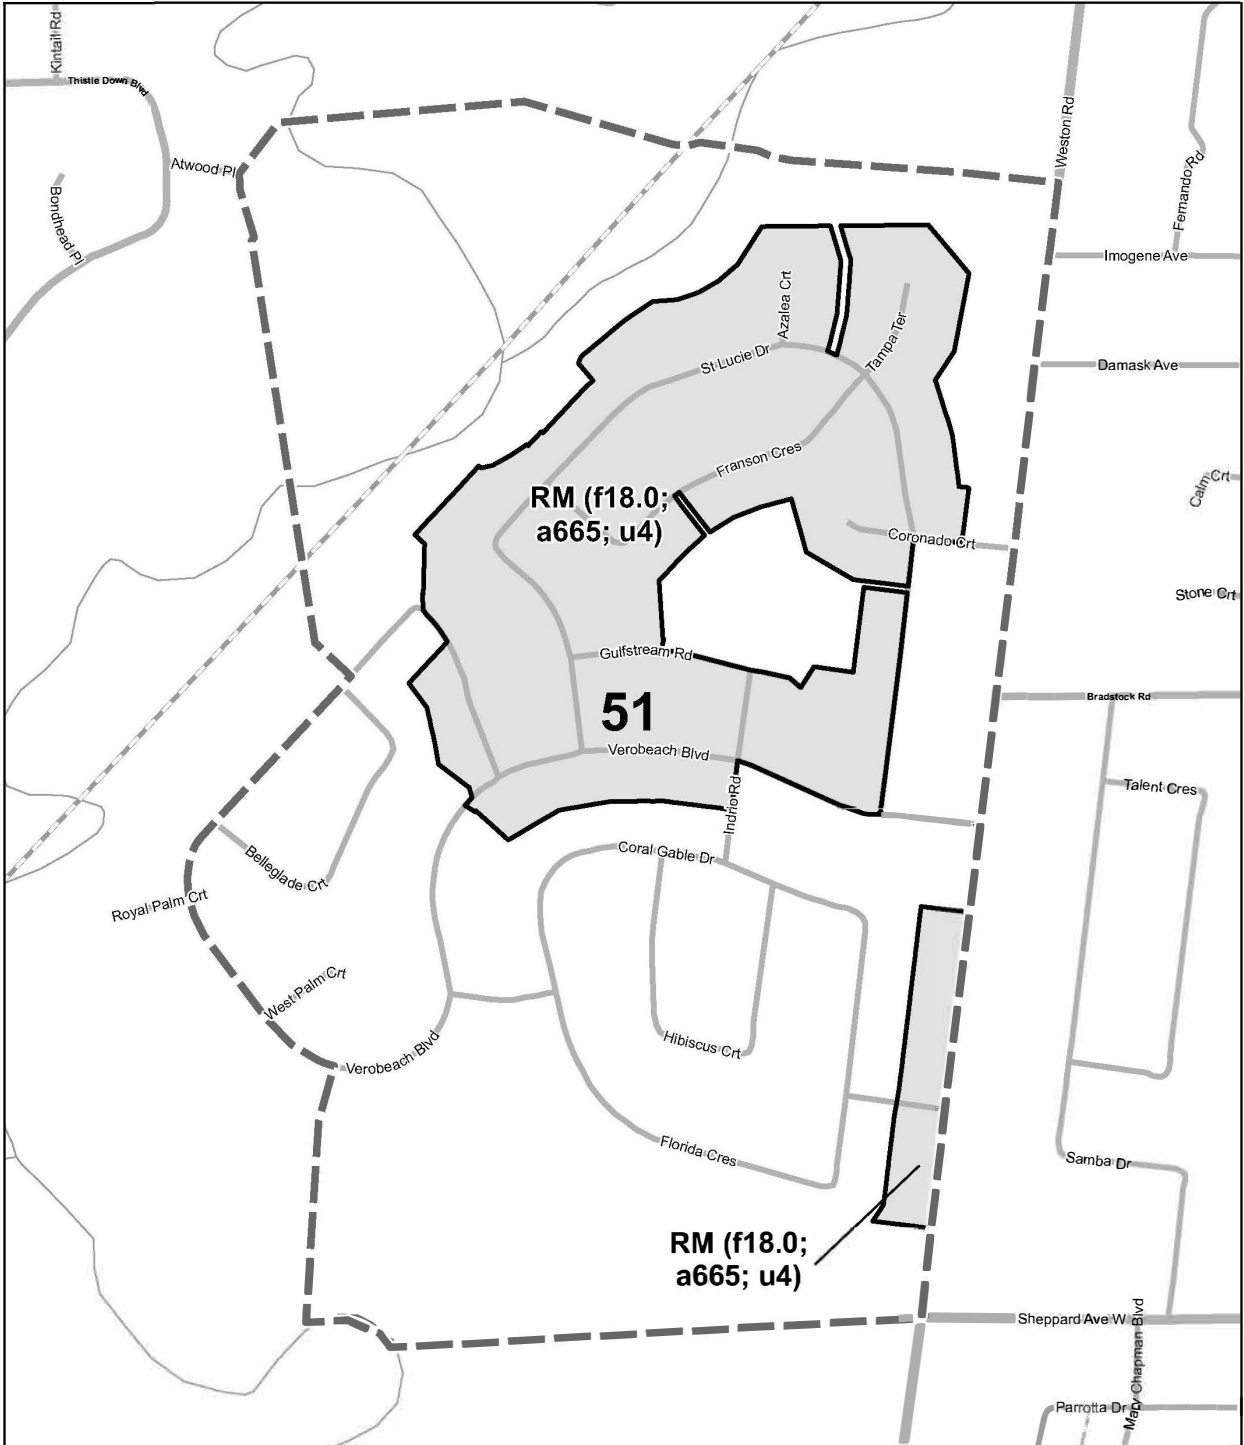 Kintail Rd
Thistle Down Blvd
Weston Rd
Atwood Pl
Fernando Rd
Bondhead Pl
Imogene Ave
Azalea Crt
Tampa Ter
St Lucie Dr
Damask Ave
Franson Cres
Calm Crt
RM (f18.0;
a665; u4)
Coronado Crt
Stone Crt
Gulfstream Rd
51
Bradstock Rd
Verobeach Blvd
Talent Cres
Indrio Rd
Coral Gable Dr
Belleglade Crt
Royal Palm Crt
West Palm Crt
Hibiscus Crt
Verobeach Blvd
Florida Cres
Samba Dr
RM (f18.0;
a665; u4)
Sheppard Ave W
Mary Chapman Blvd
Parrotta Dr